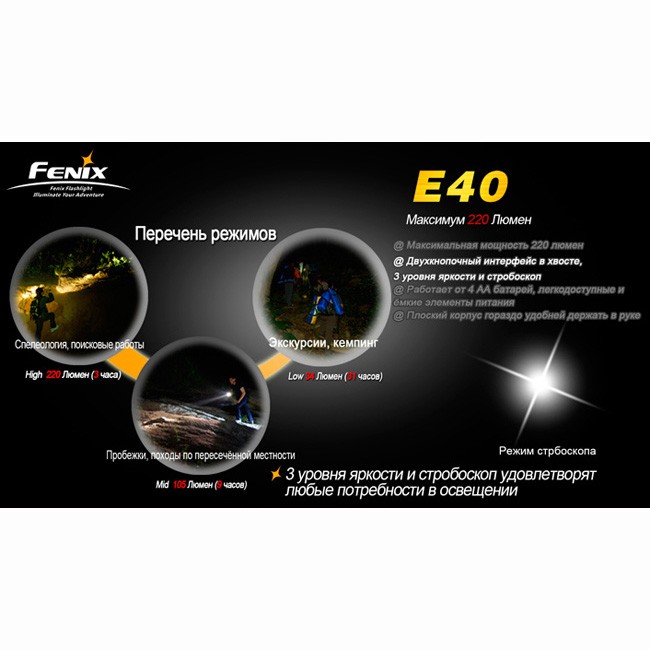 FENIX
Fenix Flashlight
Illuminate Your Adventure
E40
Максимум 220 Люмен
Перечень режимов
@ Максимальная мощность 220 люмен
@ Двухкнопочный интерфейс в хвосте,
3 уровня яркости и стробоскоп
@ Работает от 4 АА батарей, легкодоступные и
ёмкие элементы питания
@ Плоский корпус гораздо удобней держать в руке
Спелеология, поисковые работы
High 220 Люмен (3 часа)
Экскурсии, кемпинг
Low 34 Люмен (31 часов)
Пробежки, походы по пересечённой местности
Mid 105 Люмен (9 часов)
Режим стрбоскопа
3 уровня яркости и стробоскоп удовлетворят
любые потребности в освещении